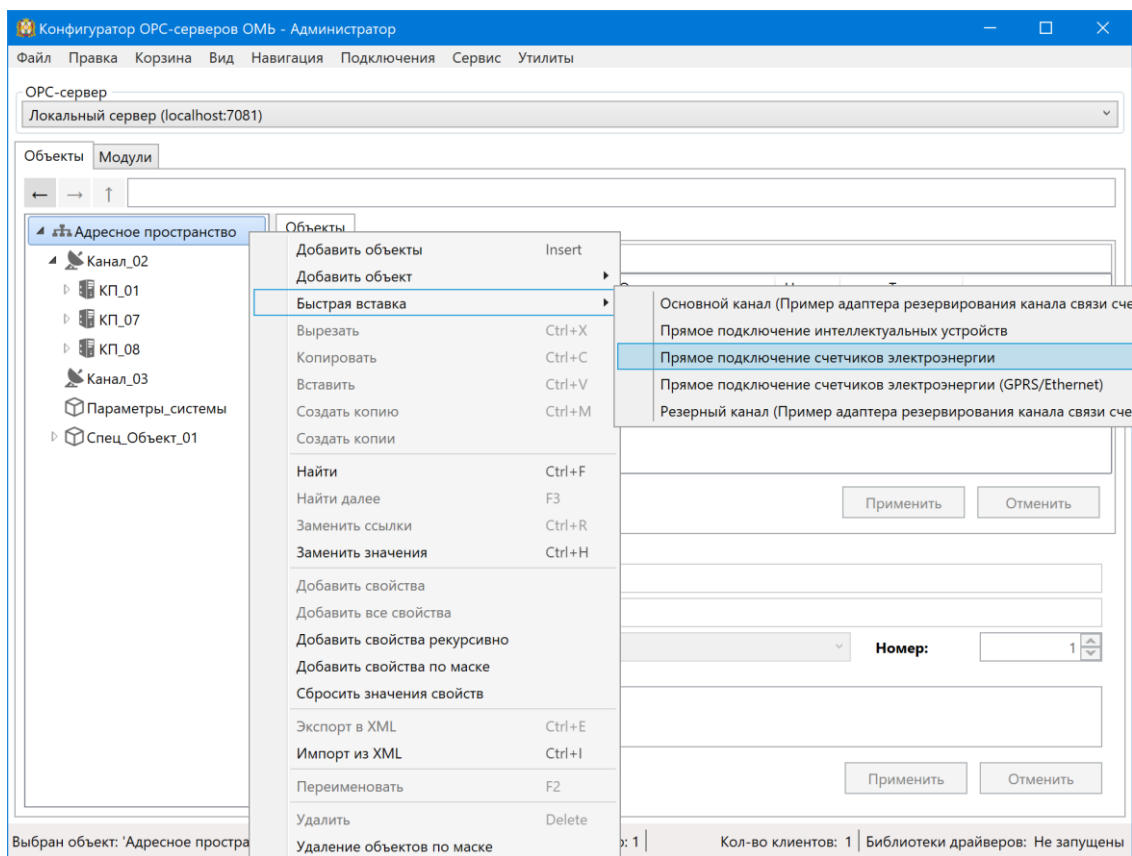 Конфигуратор ОРС-серверов ОМЬ - Администратор
Файл Правка Корзина Вид Навигация Подключения Сервис Утилиты
ОРС-сервер
Локальный сервер (localhost:7081)
Объекты Модули
Адресное пространство Объекты
Канал_02
КП_01
КП_07
КП_08
Канал_03
Параметры_системы
Спец_Объект_01
Добавить объекты Insert
Добавить объект
Быстрая вставка
Вырезать Ctrl+X
Копировать Ctrl+C
Вставить Ctrl+V
Создать копию Ctrl+M
Создать копии
Найти Ctrl+F
Найти далее F3
Заменить ссылки Ctrl+R
Заменить значения Ctrl+H
Добавить свойства
Добавить все свойства
Добавить свойства рекурсивно
Добавить свойства по маске
Сбросить значения свойств
Экспорт в XML Ctrl+E
Импорт из XML Ctrl+I
Переименовать F2
Удалить Delete
Удаление объектов по маске
Основной канал (Пример адаптера резервирования канала связи сче
Прямое подключение интеллектуальных устройств
Прямое подключение счетчиков электроэнергии
Прямое подключение счетчиков электроэнергии (GPRS/Ethernet)
Резерный канал (Пример адаптера резервирования канала связи сче
Применить Отменить
Номер: 1
Применить Отменить
Выбран объект: 'Адресное простра : 1 Кол-во клиентов: 1 Библиотеки драйверов: Не запущены